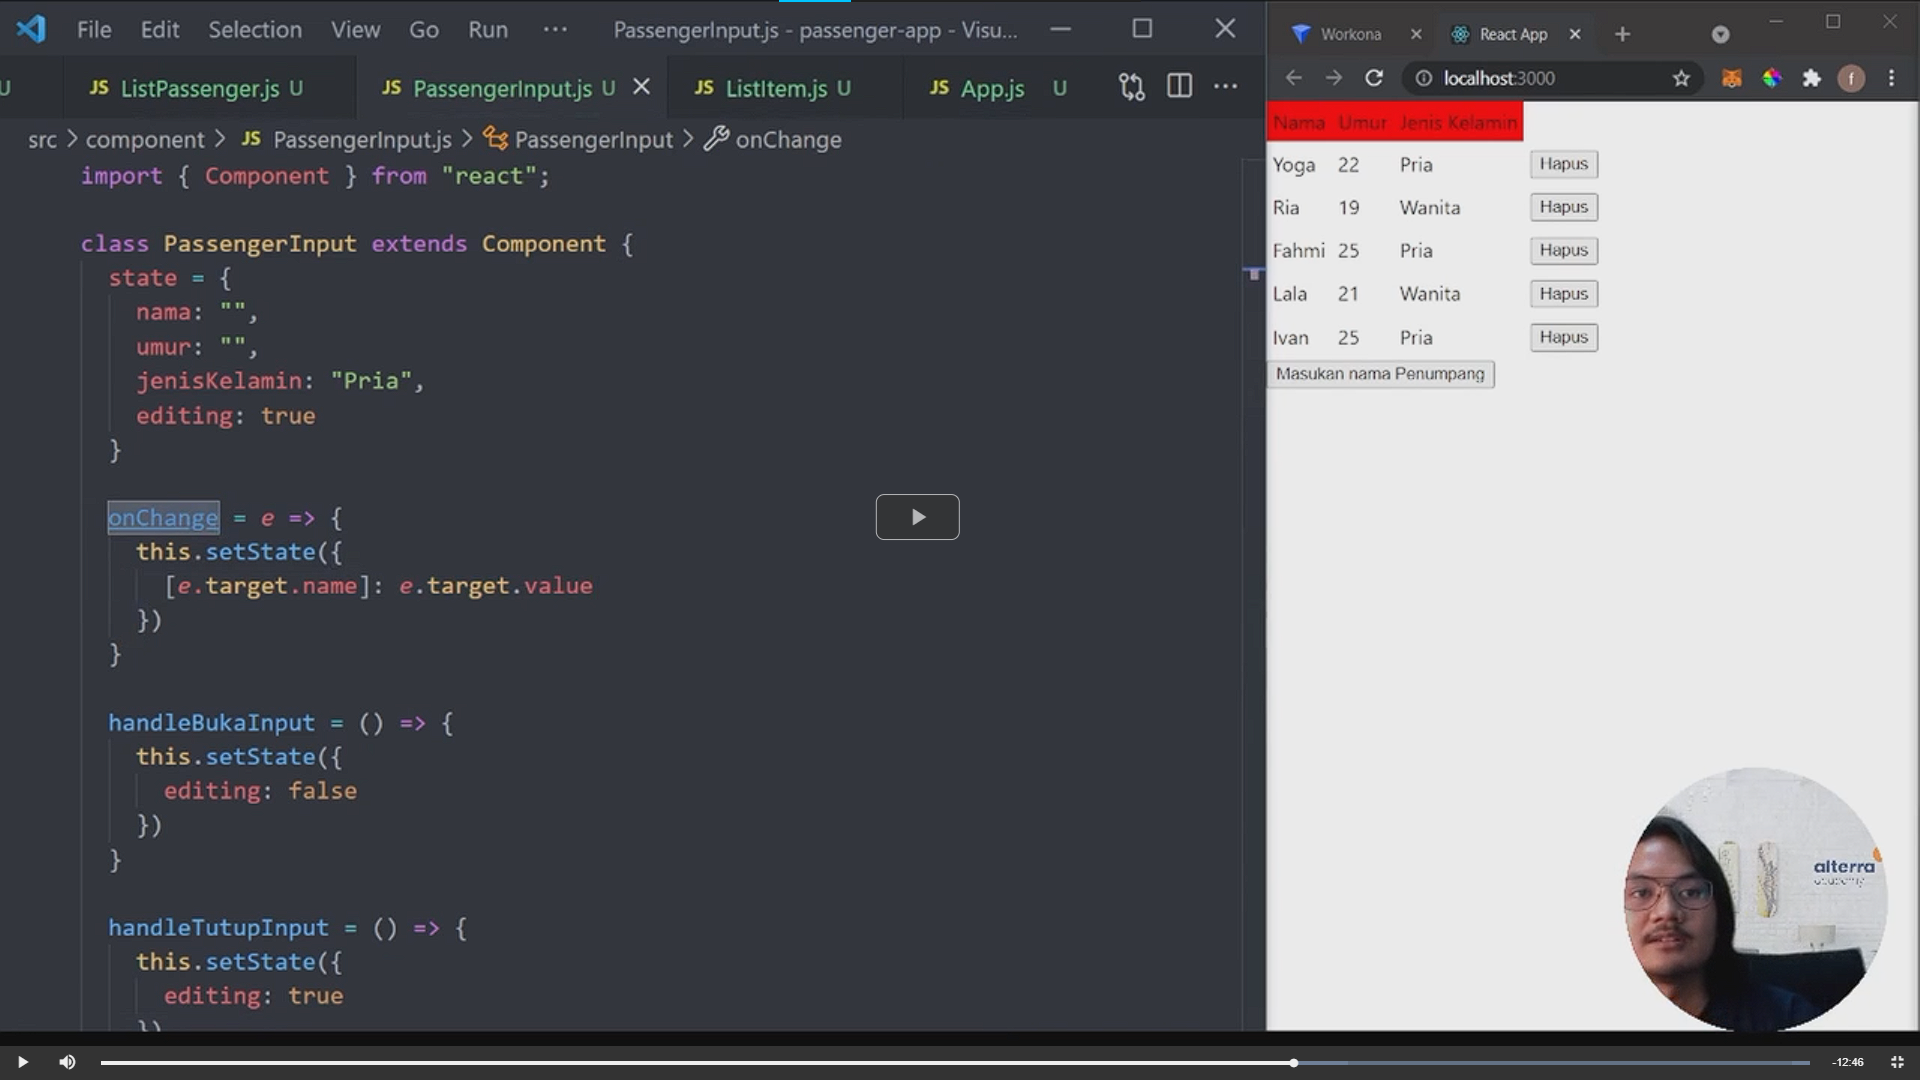 File Edit Selection View Go Run ··· PassengerInput.js - passenger-app - Visu...
U JS ListPassenger.js U JS PassengerInput.js U JS ListItem.js U JS App.js U
src > component > JS PassengerInput.js > PassengerInput > onChange
import { Component } from "react";
class PassengerInput extends Component {
state = {
nama: "",
umur: "",
jenisKelamin: "Pria",
editing: true
}
onChange = e => {
this.setState({
[e.target.name]: e.target.value
})
}
handleBukaInput = () => {
this.setState({
editing: false
})
}
handleTutupInput = () => {
this.setState({
editing: true
})
Workona React App
localhost:3000 f
Nama Umur Jenis Kelamin
Yoga 22 Pria Hapus
Ria 19 Wanita Hapus
Fahmi 25 Pria Hapus
Lala 21 Wanita Hapus
Ivan 25 Pria Hapus
Masukan nama Penumpang
alterra
academy
-12:46